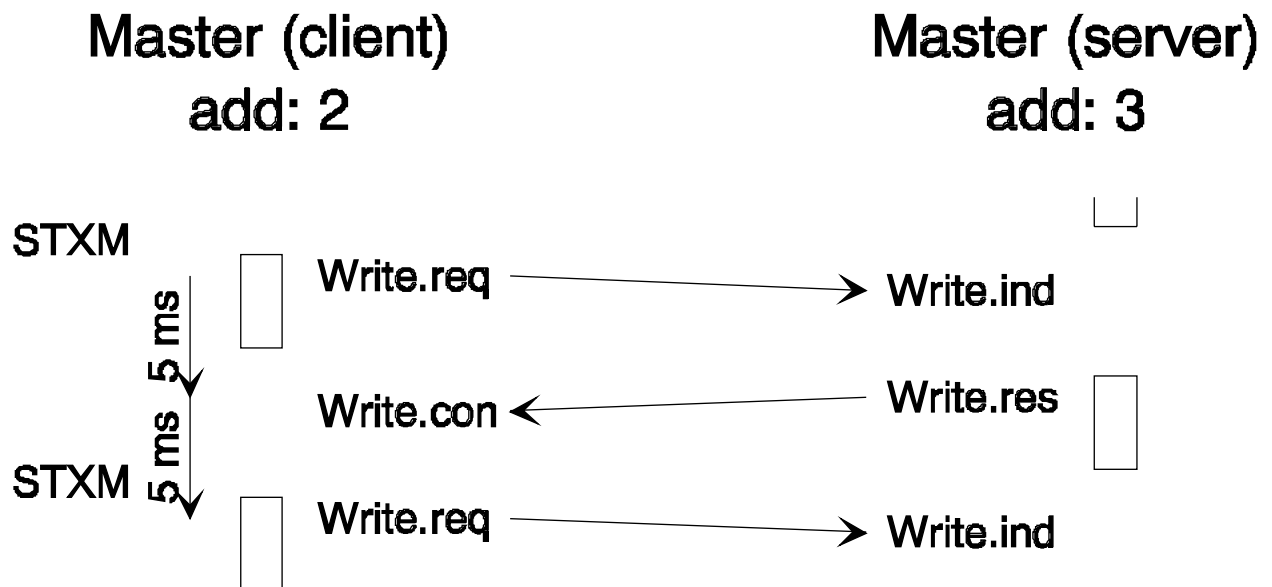 Master (client)
add: 2
Master (server)
add: 3
STXM
Write.req
Write.ind
5 ms
Write.con
Write.res
5 ms
STXM
Write.req
Write.ind